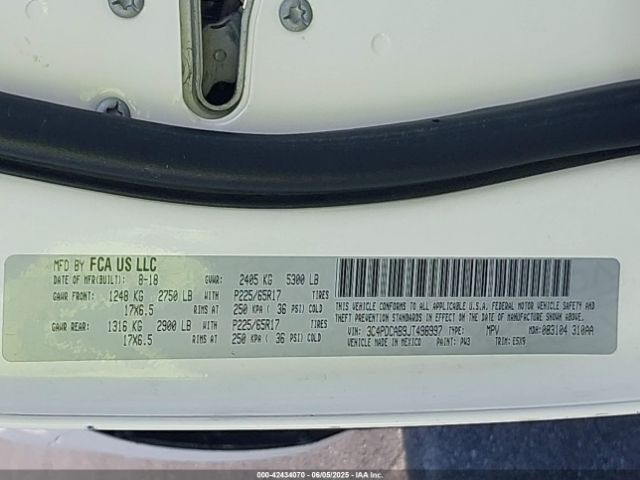 MFD BY FCA US LLC
DATE OF MFR(BUILT): 8-18 GVWR: 2405 KG 5300 LB
GAWR FRONT: 1248 KG 2750 LB WITH P225/65R17 TIRES
17X6.5 RIMS AT 250 KPA ( 36 PSI) COLD
GAWR REAR: 1316 KG 2900 LB WITH P225/65R17 TIRES
17X6.5 RIMS AT 250 KPA ( 36 PSI) COLD
THIS VEHICLE CONFORMS TO ALL APPLICABLE U.S.A. FEDERAL MOTOR VEHICLE SAFETY AND
THEFT PREVENTION STANDARDS IN EFFECT ON THE DATE OF MANUFACTURE SHOWN ABOVE.
VIN: 3C4PDCAB9JT496997 TYPE: MPV MDH: 083104 310AA
VEHICLE MADE IN MEXICO PAINT: PW3 TRIM: E5X9
000-42434070 - 06/05/2025 - IAA Inc.